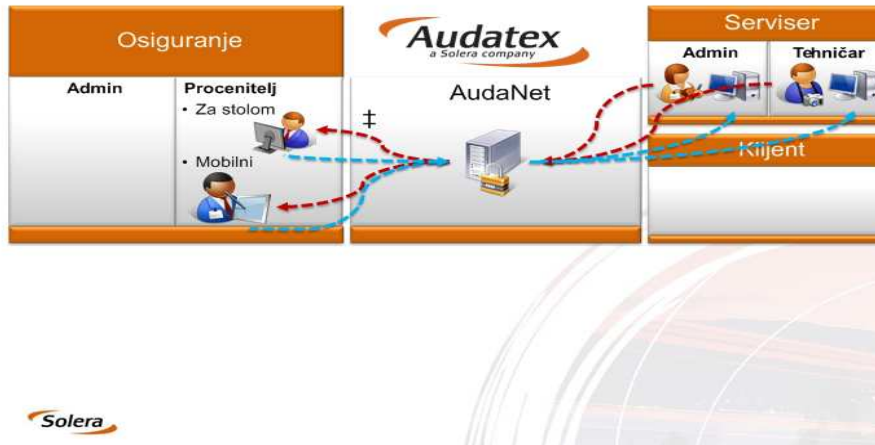 Osiguranje
Admin
Procenitelj
• Za stolom
• Mobilni
Audatex
a Solera company
AudaNet
‡
Serviser
Admin
Tehničar
Klijent
Solera